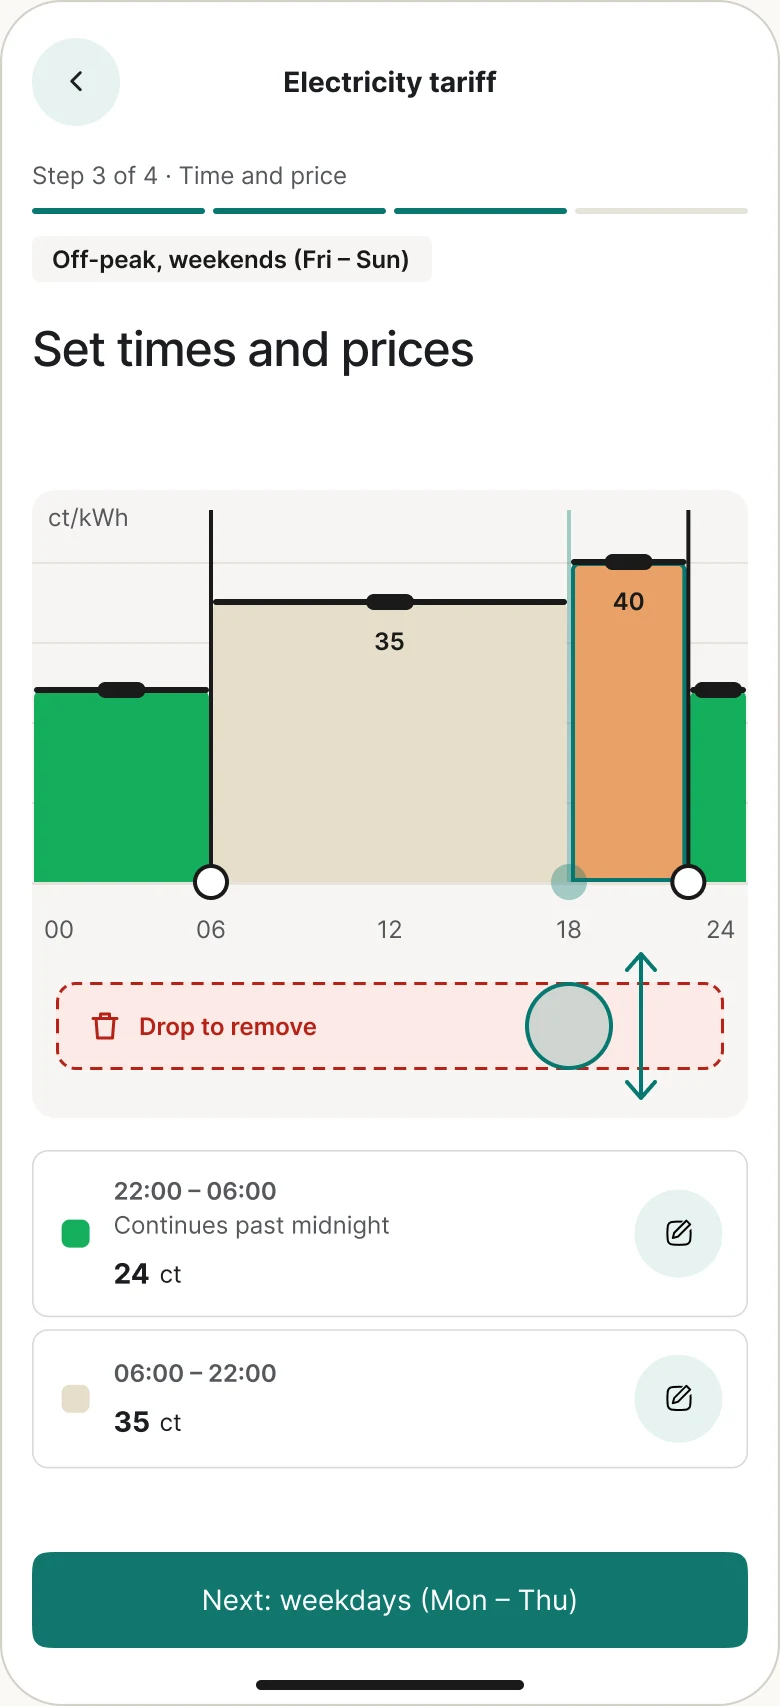 Electricity tariff
Step 3 of 4 · Time and price
Off-peak, weekends (Fri – Sun)
Set times and prices
ct/kWh
40
35
00 06 12 18 24
Drop to remove
22:00 – 06:00
Continues past midnight
24 ct
06:00 – 22:00
35 ct
Next: weekdays (Mon – Thu)